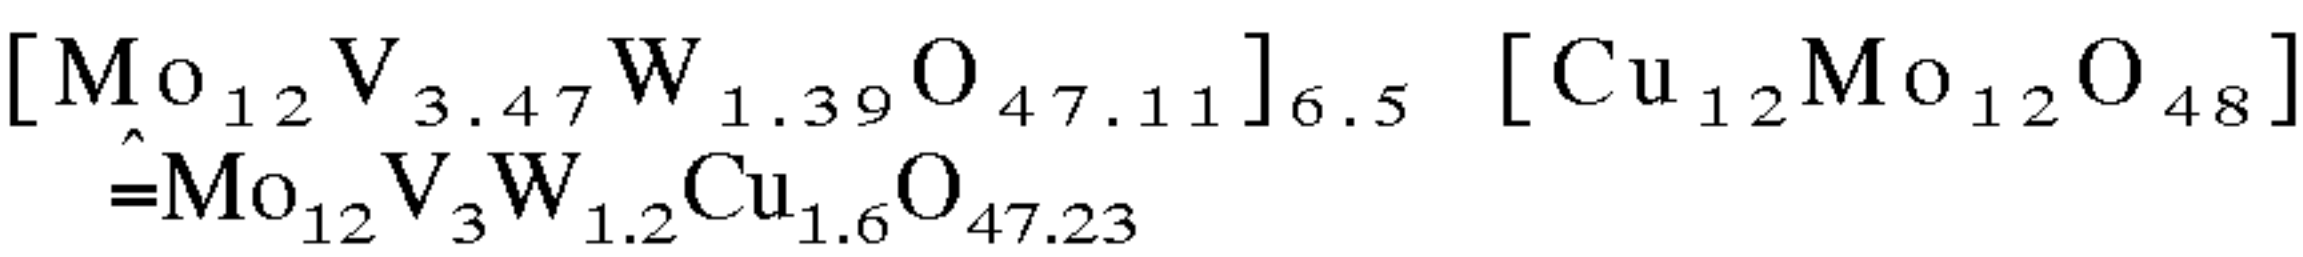 [Mo₁₂V₃.₄₇W₁.₃₉O₄₇.₁₁]₆.₅ [Cu₁₂Mo₁₂O₄₈]
≙Mo₁₂V₃W₁.₂Cu₁.₆O₄₇.₂₃